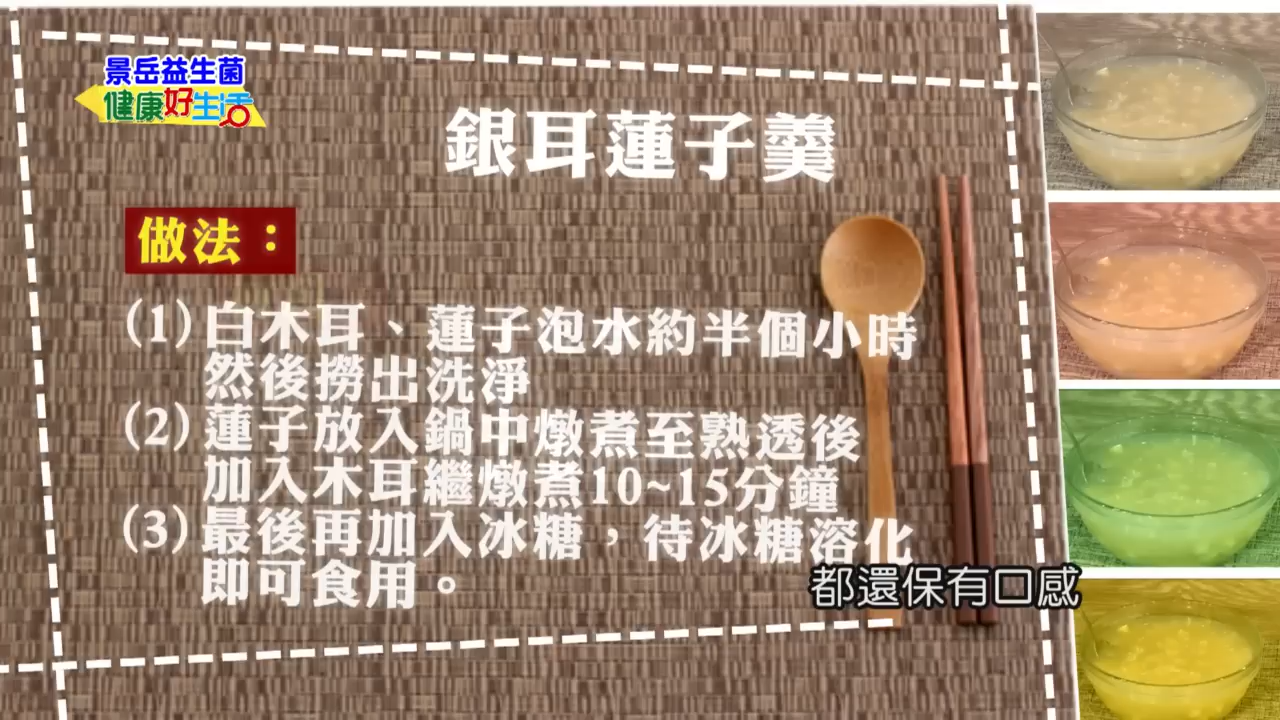 景岳益生菌
健康好生活
銀耳蓮子羹
做法：
(1)白木耳、蓮子泡水約半個小時
然後撈出洗淨
(2)蓮子放入鍋中燉煮至熟透後
加入木耳繼燉煮10~15分鐘
(3)最後再加入冰糖，待冰糖溶化
即可食用。
都還保有口感